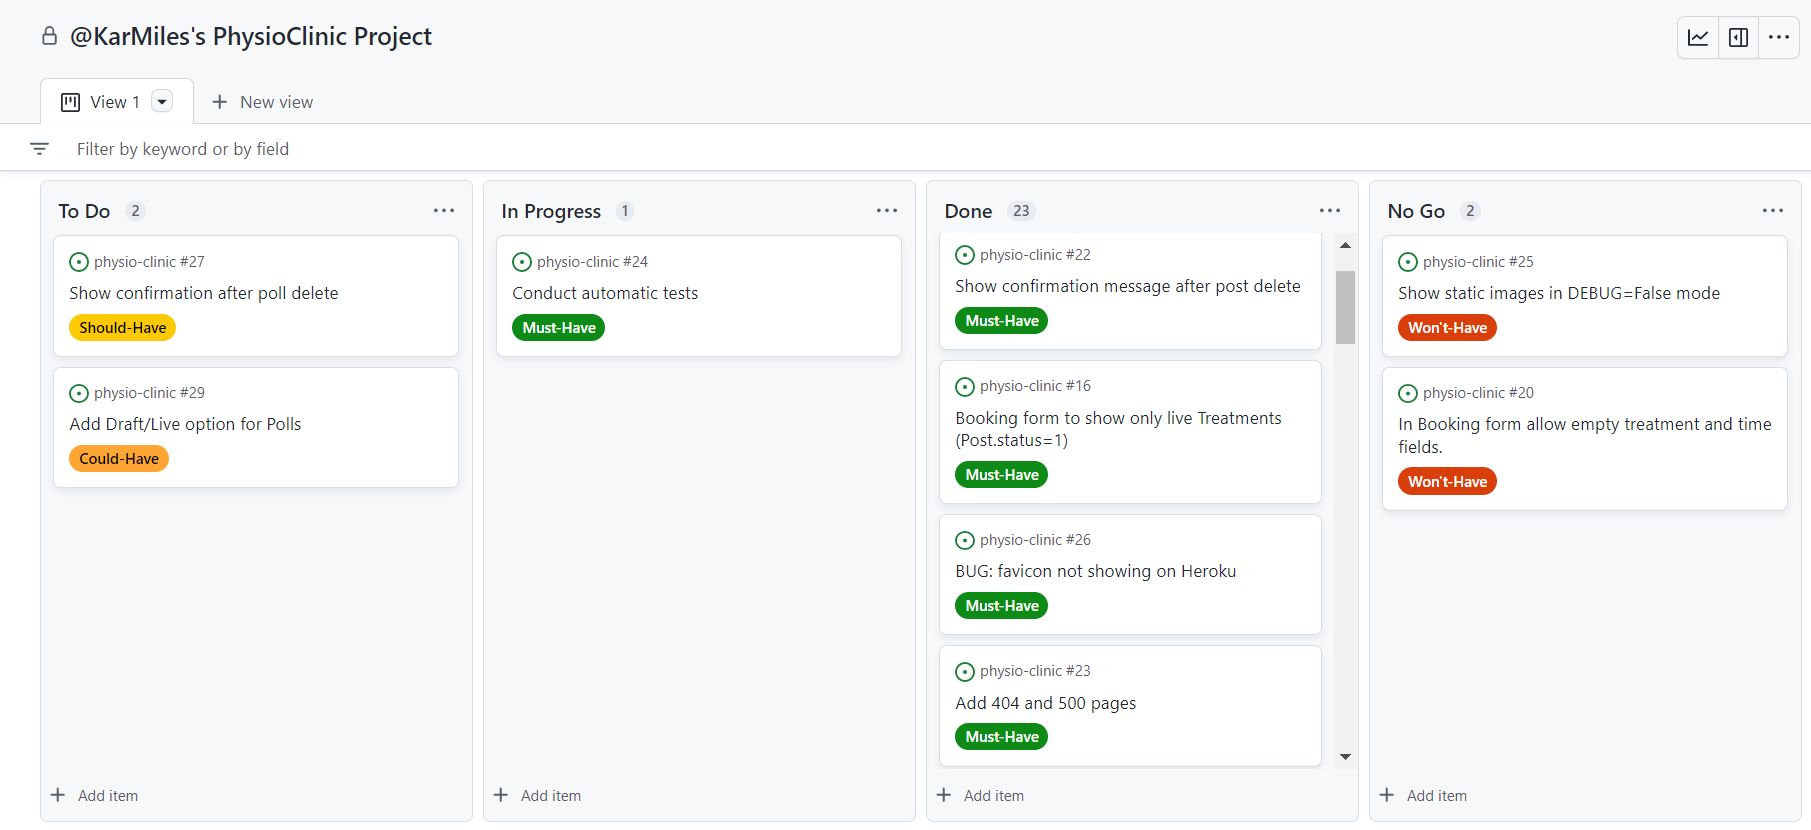 @KarMiles's PhysioClinic Project
View 1
New view
Filter by keyword or by field
To Do 2
physio-clinic #27
Show confirmation after poll delete
Should-Have
physio-clinic #29
Add Draft/Live option for Polls
Could-Have
Add item
In Progress 1
physio-clinic #24
Conduct automatic tests
Must-Have
Add item
Done 23
physio-clinic #22
Show confirmation message after post delete
Must-Have
physio-clinic #16
Booking form to show only live Treatments
(Post.status=1)
Must-Have
physio-clinic #26
BUG: favicon not showing on Heroku
Must-Have
physio-clinic #23
Add 404 and 500 pages
Must-Have
Add item
No Go 2
physio-clinic #25
Show static images in DEBUG=False mode
Won't-Have
physio-clinic #20
In Booking form allow empty treatment and time
fields.
Won't-Have
Add item